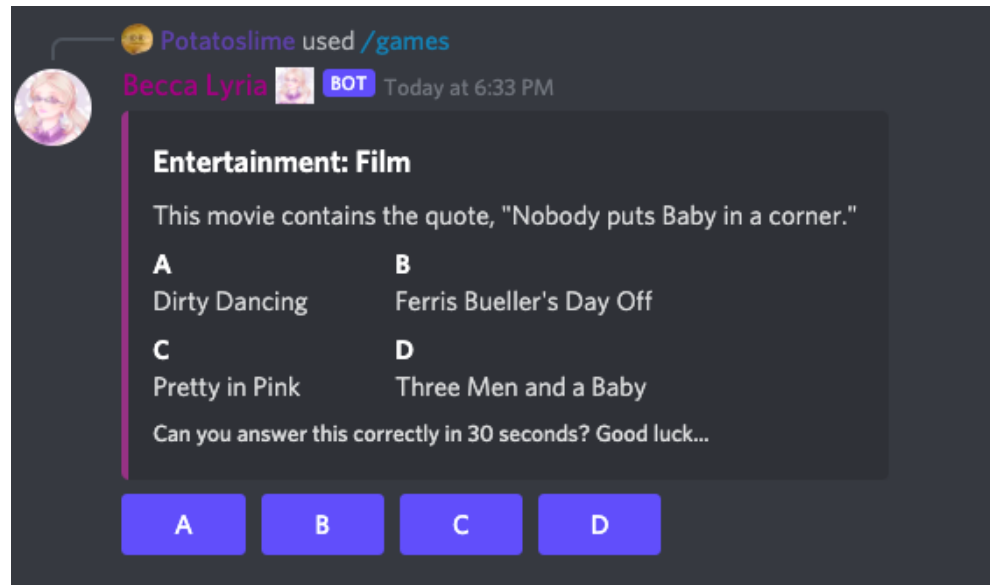 Potatoslime used /games
Becca Lyria BOT Today at 6:33 PM
Entertainment: Film
This movie contains the quote, "Nobody puts Baby in a corner."
A B
Dirty Dancing Ferris Bueller's Day Off
C D
Pretty in Pink Three Men and a Baby
Can you answer this correctly in 30 seconds? Good luck...
A B C D